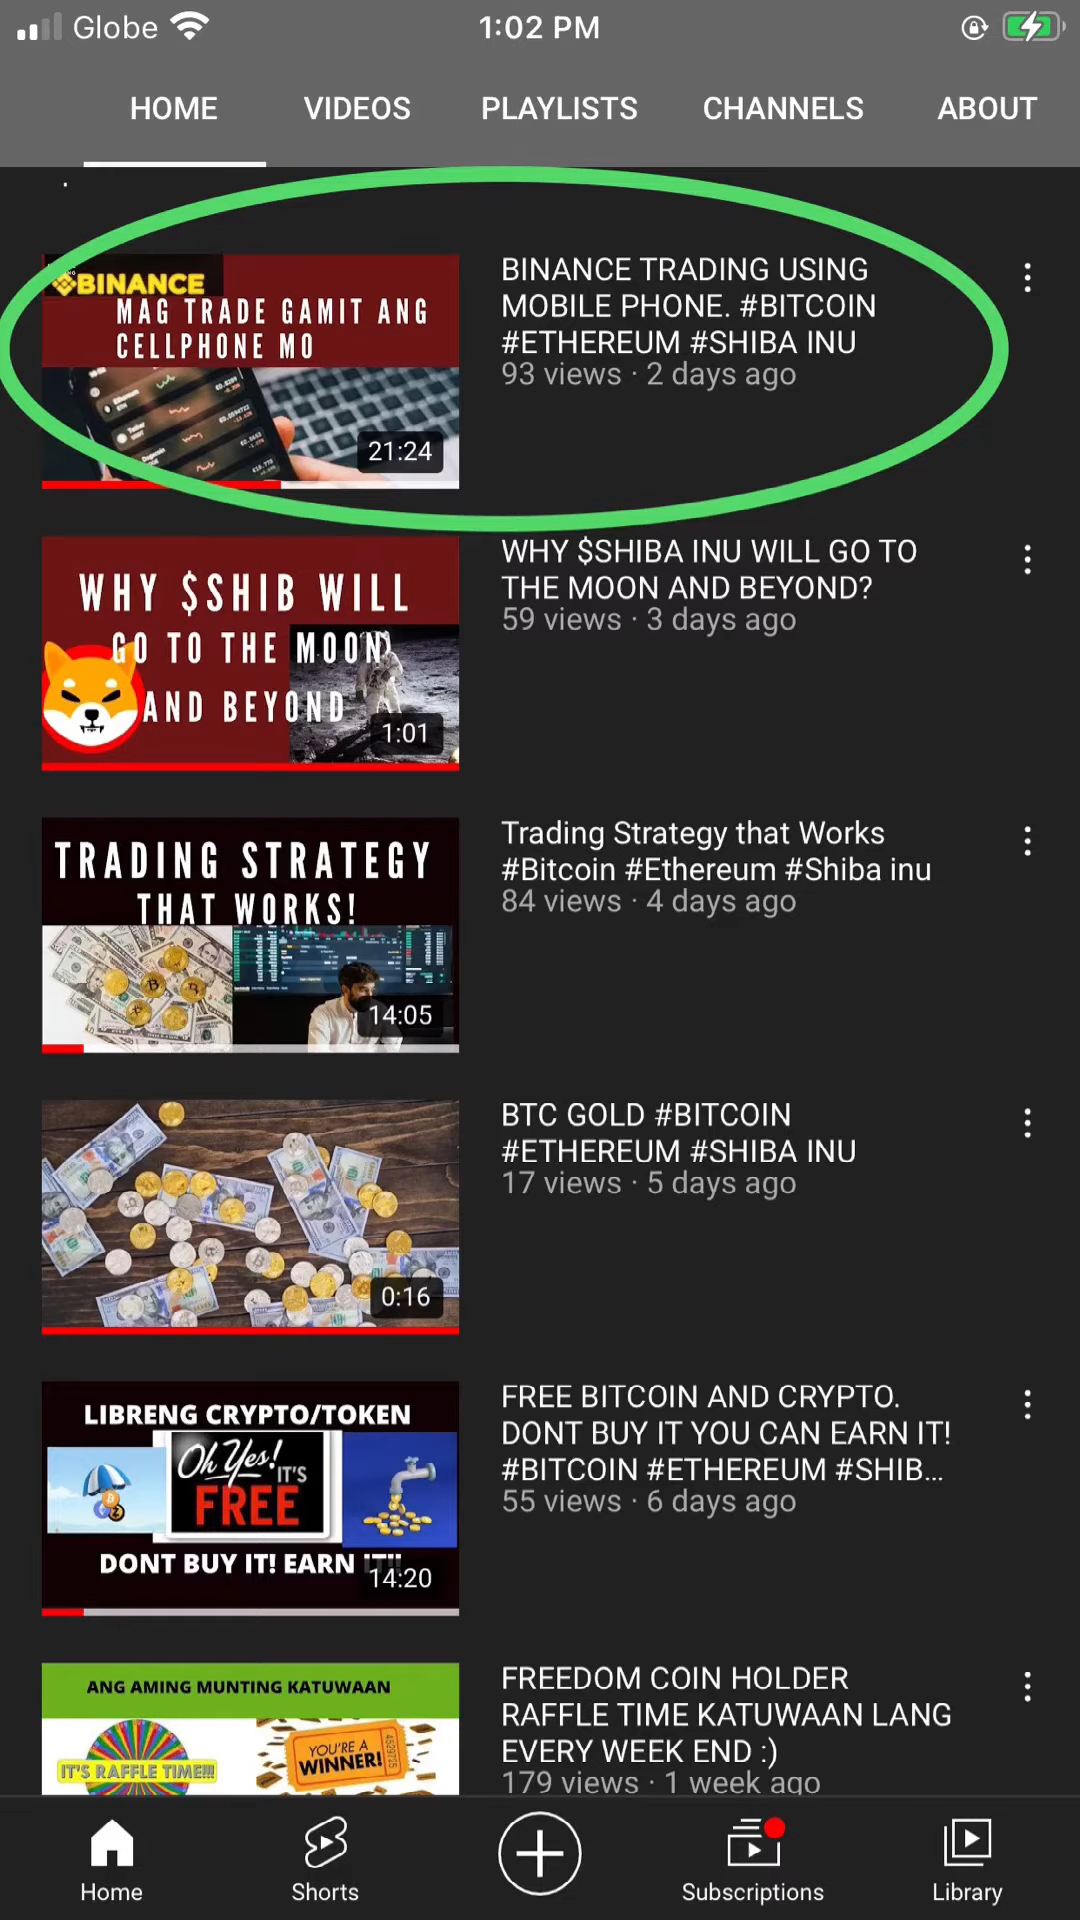 Globe
1:02 PM
HOME VIDEOS PLAYLISTS CHANNELS ABOUT
BINANCE
MAG TRADE GAMIT ANG
CELLPHONE MO
21:24
BINANCE TRADING USING
MOBILE PHONE. #BITCOIN
#ETHEREUM #SHIBA INU
93 views · 2 days ago
WHY $SHIB WILL
GO TO THE MOON
AND BEYOND
1:01
WHY $SHIBA INU WILL GO TO
THE MOON AND BEYOND?
59 views · 3 days ago
TRADING STRATEGY
THAT WORKS!
14:05
Trading Strategy that Works
#Bitcoin #Ethereum #Shiba inu
84 views · 4 days ago
0:16
BTC GOLD #BITCOIN
#ETHEREUM #SHIBA INU
17 views · 5 days ago
LIBRENG CRYPTO/TOKEN
Oh Yes!
IT'S
FREE
DONT BUY IT! EARN IT!!
14:20
FREE BITCOIN AND CRYPTO.
DONT BUY IT YOU CAN EARN IT!
#BITCOIN #ETHEREUM #SHIB...
55 views · 6 days ago
ANG AMING MUNTING KATUWAAN
IT'S RAFFLE TIME!!!
YOU'RE A
WINNER!
FREEDOM COIN HOLDER
RAFFLE TIME KATUWAAN LANG
EVERY WEEK END :)
179 views · 1 week ago
Home
Shorts
Subscriptions
Library